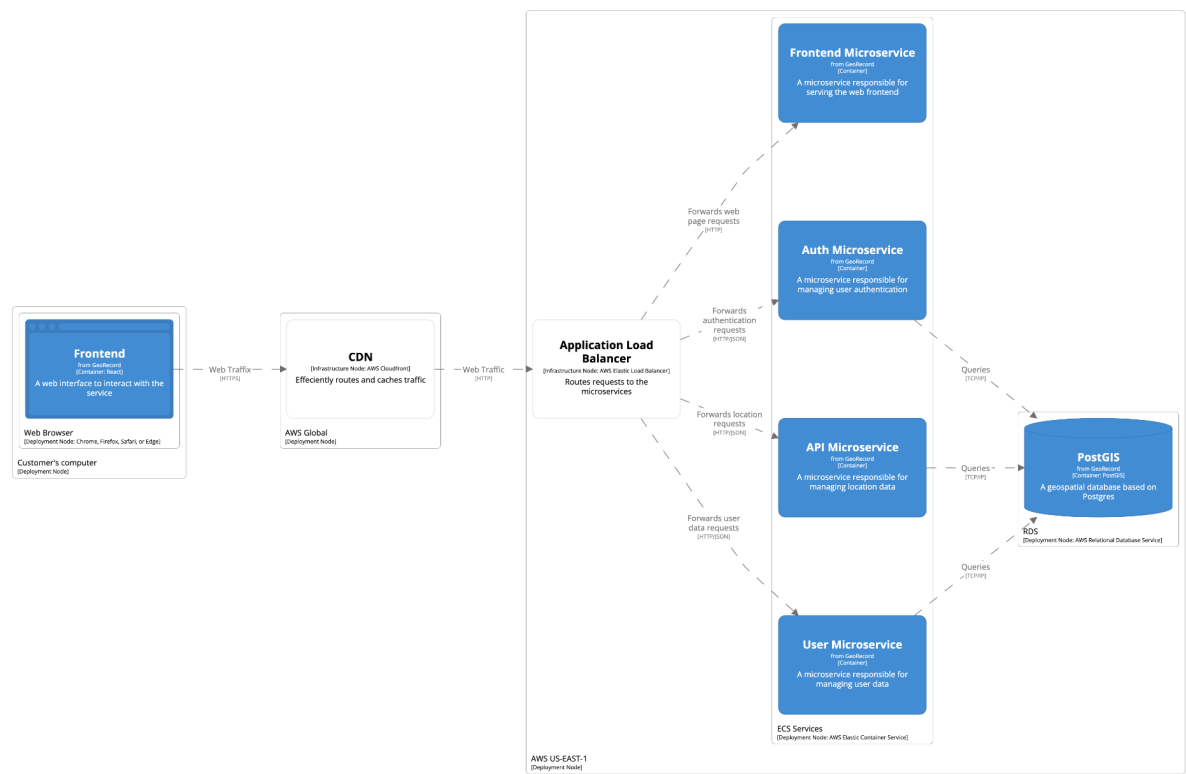 Frontend Microservice
from GeoRecord
[Container]
A microservice responsible for
serving the web frontend
Forwards web
page requests
[HTTP]
Auth Microservice
from GeoRecord
[Container]
A microservice responsible for
managing user authentication
Forwards
authentication
requests
[HTTP/JSON]
Frontend
from GeoRecord
[Container: React]
A web interface to interact with the
service
Web Browser
[Deployment Node: Chrome, Firefox, Safari, or Edge]
Customer's computer
[Deployment Node]
Web Traffix
[HTTPS]
CDN
[Infrastructure Node: AWS Cloudfront]
Effeciently routes and caches traffic
AWS Global
[Deployment Node]
Web Traffic
[HTTP]
Application Load
Balancer
[Infrastructure Node: AWS Elastic Load Balancer]
Routes requests to the
microservices
Queries
[TCP/IP]
Forwards location
requests
[HTTP/JSON]
API Microservice
from GeoRecord
[Container]
A microservice responsible for
managing location data
Queries
[TCP/IP]
PostGIS
from GeoRecord
[Container: PostGIS]
A geospatial database based on
Postgres
RDS
[Deployment Node: AWS Relational Database Service]
Forwards user
data requests
[HTTP/JSON]
Queries
[TCP/IP]
User Microservice
from GeoRecord
[Container]
A microservice responsible for
managing user data
ECS Services
[Deployment Node: AWS Elastic Container Service]
AWS US-EAST-1
[Deployment Node]